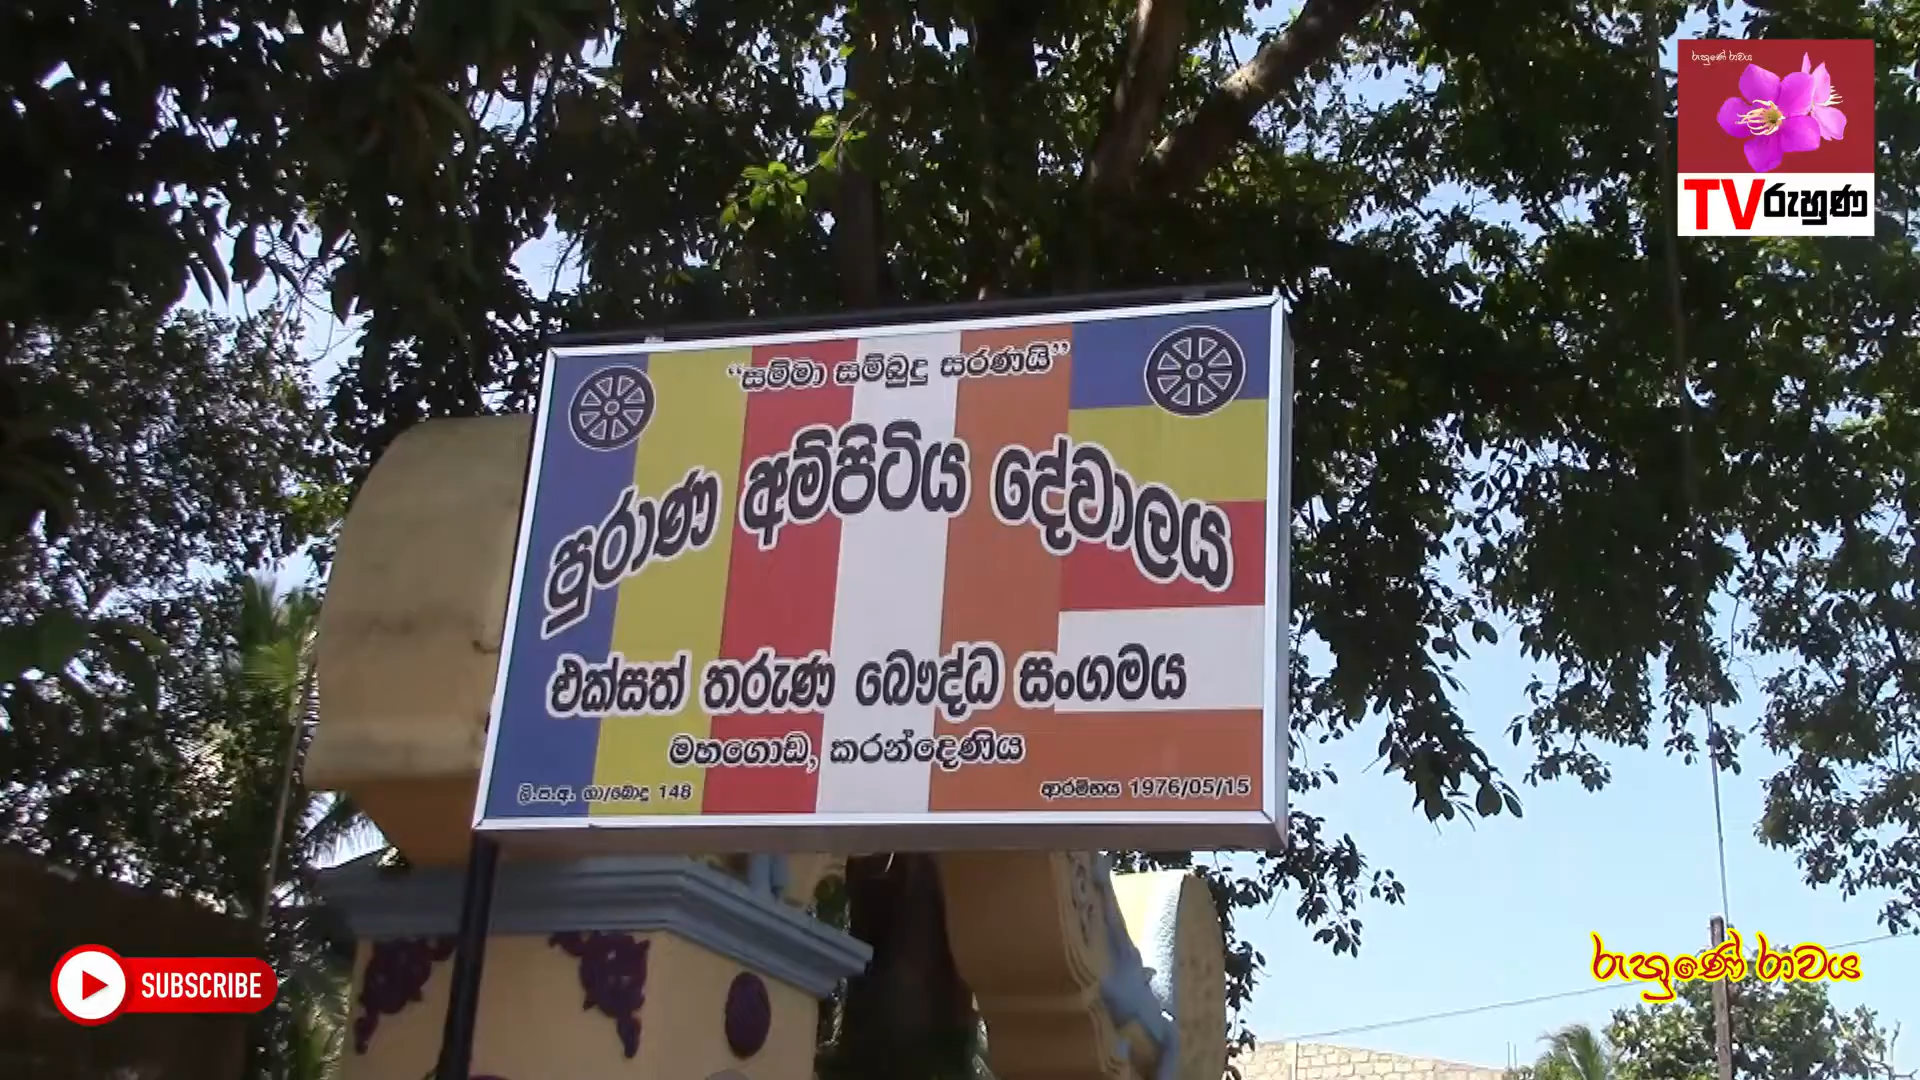 රුහුණේ රාවය
TVරුහුණ
“සම්මා සම්බුදු සරණයි”
පුරාණ අම්පිටිය දේවාලය
එක්සත් තරුණ බෞද්ධ සංගමය
මහගොඩ, කරන්දෙණිය
ලි.ප.අ. ගා/බොදු 148
ආරම්භය 1976/05/15
SUBSCRIBE
රුහුණේ රාවය